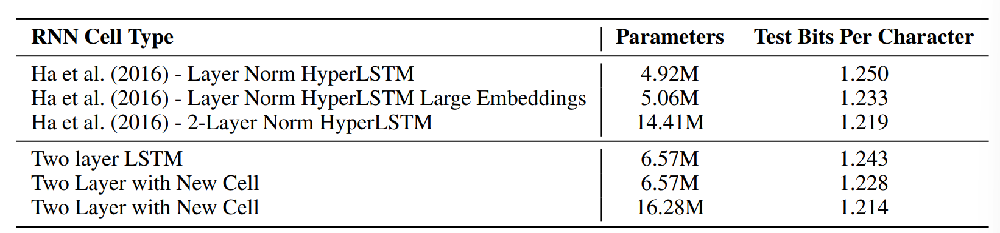 RNN Cell Type Parameters Test Bits Per Character
Ha et al. (2016) - Layer Norm HyperLSTM 4.92M 1.250
Ha et al. (2016) - Layer Norm HyperLSTM Large Embeddings 5.06M 1.233
Ha et al. (2016) - 2-Layer Norm HyperLSTM 14.41M 1.219
Two layer LSTM 6.57M 1.243
Two Layer with New Cell 6.57M 1.228
Two Layer with New Cell 16.28M 1.214